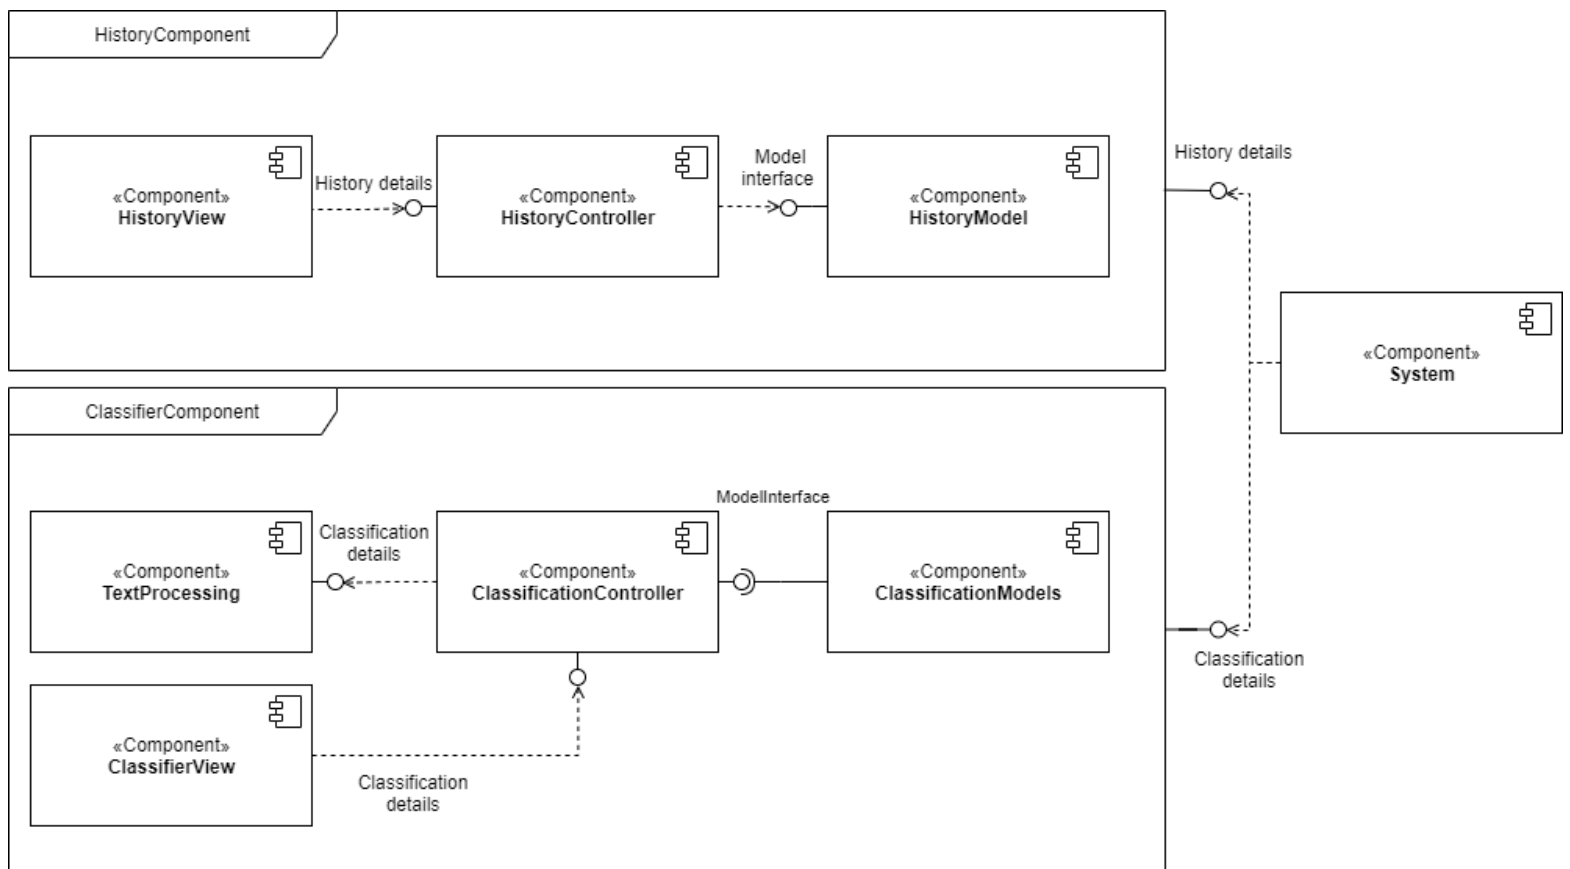 HistoryComponent
«Component»
HistoryView
History details
«Component»
HistoryController
Model
interface
«Component»
HistoryModel
History details
«Component»
System
ClassifierComponent
«Component»
TextProcessing
Classification
details
«Component»
ClassificationController
ModelInterface
«Component»
ClassificationModels
Classification
details
«Component»
ClassifierView
Classification
details